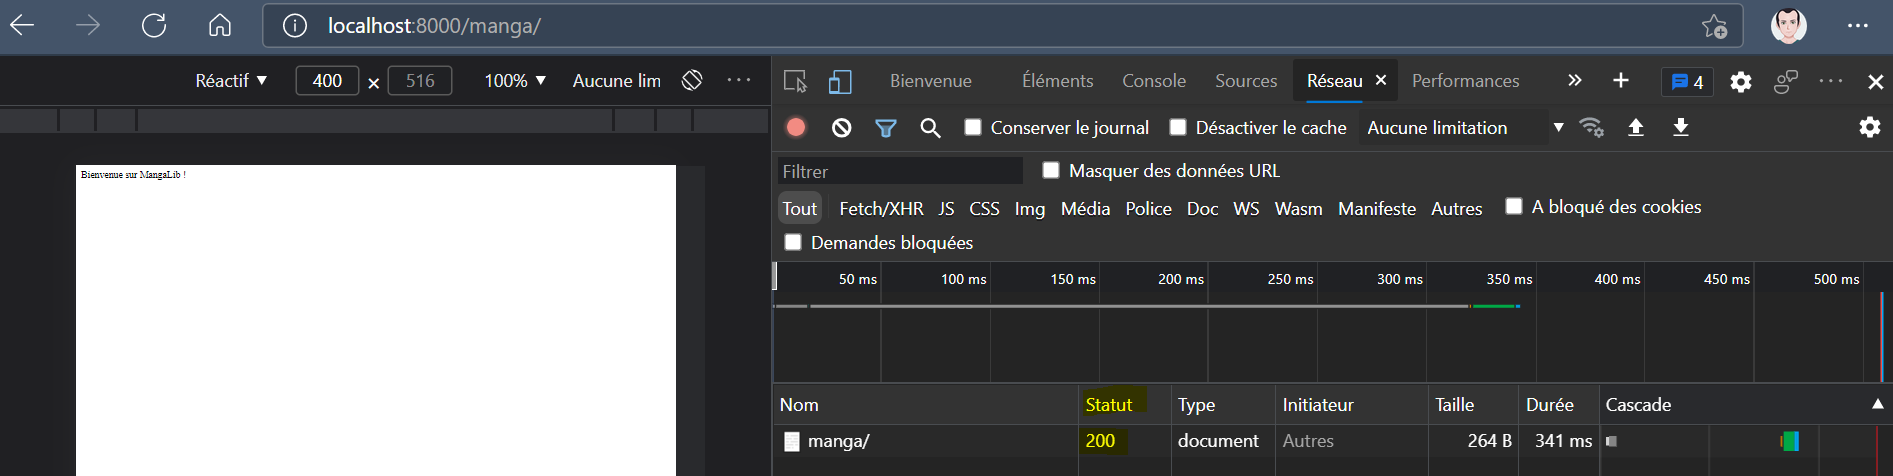 localhost:8000/manga/
Réactif ▼ 400 × 516 100% ▼ Aucune lim ...
Bienvenue Éléments Console Sources Réseau × Performances » + 4 ... ×
Conserver le journal Désactiver le cache Aucune limitation ▼
Filtrer Masquer des données URL
Tout Fetch/XHR JS CSS Img Média Police Doc WS Wasm Manifeste Autres A bloqué des cookies
Demandes bloquées
50 ms 100 ms 150 ms 200 ms 250 ms 300 ms 350 ms 400 ms 450 ms 500 ms
Nom Statut Type Initiateur Taille Durée Cascade ▲
manga/ 200 document Autres 264 B 341 ms
Bienvenue sur MangaLib !